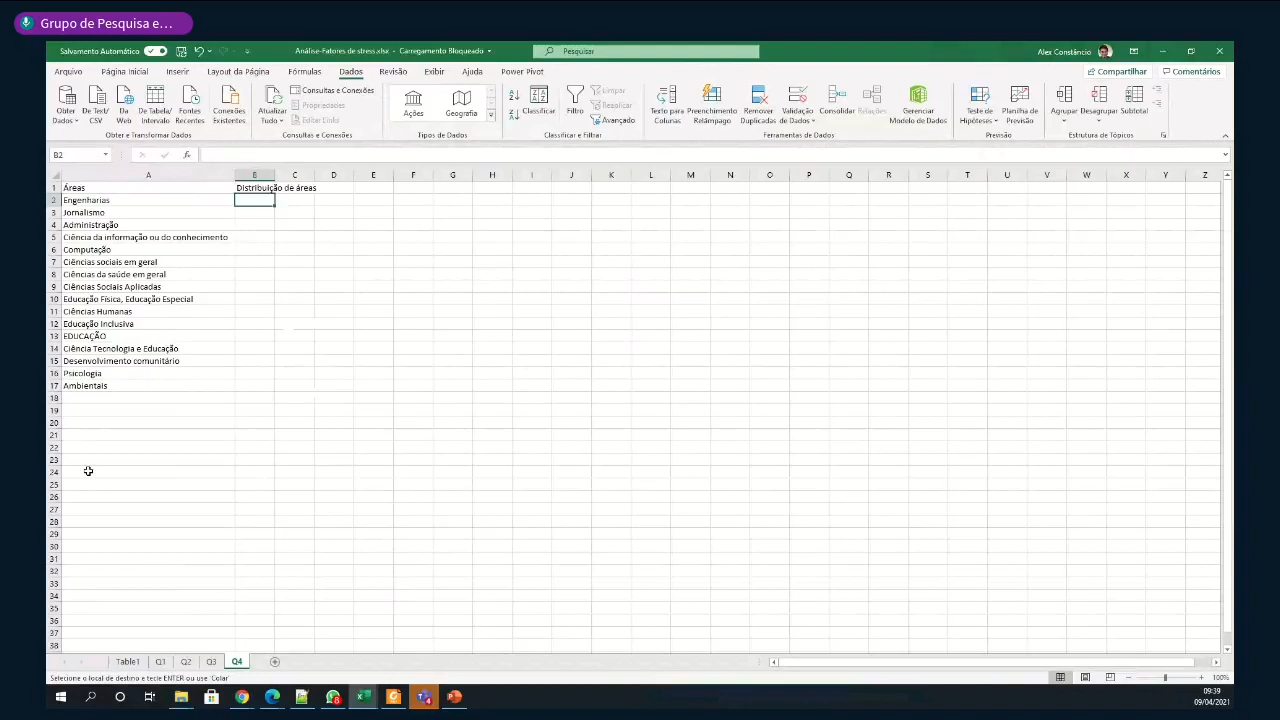 Grupo de Pesquisa e...
Salvamento Automático
Análise-Fatores de stress.xlsx - Carregamento Bloqueado
Pesquisar
Alex Constâncio
Arquivo Página Inicial Inserir Layout da Página Fórmulas Dados Revisão Exibir Ajuda Power Pivot
Compartilhar Comentários
Obter Dados
De Text/CSV
Da Web
De Tabela/Intervalo
Fontes Recentes
Conexões Existentes
Obter e Transformar Dados
Atualizar Tudo
Consultas e Conexões
Propriedades
Editar Links
Consultas e Conexões
Ações
Geografia
Tipos de Dados
Classificar
Filtro
Limpar
Reaplicar
Avançado
Classificar e Filtrar
Texto para Colunas
Preenchimento Relâmpago
Remover Duplicadas
Validação de Dados
Consolidar
Relações
Gerenciar Modelo de Dados
Ferramentas de Dados
Teste de Hipóteses
Planilha de Previsão
Previsão
Agrupar
Desagrupar
Subtotal
Estrutura de Tópicos
B2
fx
A B C D E F G H I J K L M N O P Q R S T U V W X Y Z
1 Áreas Distribuição de áreas
2 Engenharias
3 Jornalismo
4 Administração
5 Ciência da informação ou do conhecimento
6 Computação
7 Ciências sociais em geral
8 Ciências da saúde em geral
9 Ciências Sociais Aplicadas
10 Educação Física, Educação Especial
11 Ciências Humanas
12 Educação Inclusiva
13 EDUCAÇÃO
14 Ciência Tecnologia e Educação
15 Desenvolvimento comunitário
16 Psicologia
17 Ambientais
18
19
20
21
22
23
24
25
26
27
28
29
30
31
32
33
34
35
36
37
38
Table1 Q1 Q2 Q3 Q4
Selecione o local de destino e tecle ENTER ou use 'Colar'
100%
09:39
09/04/2021